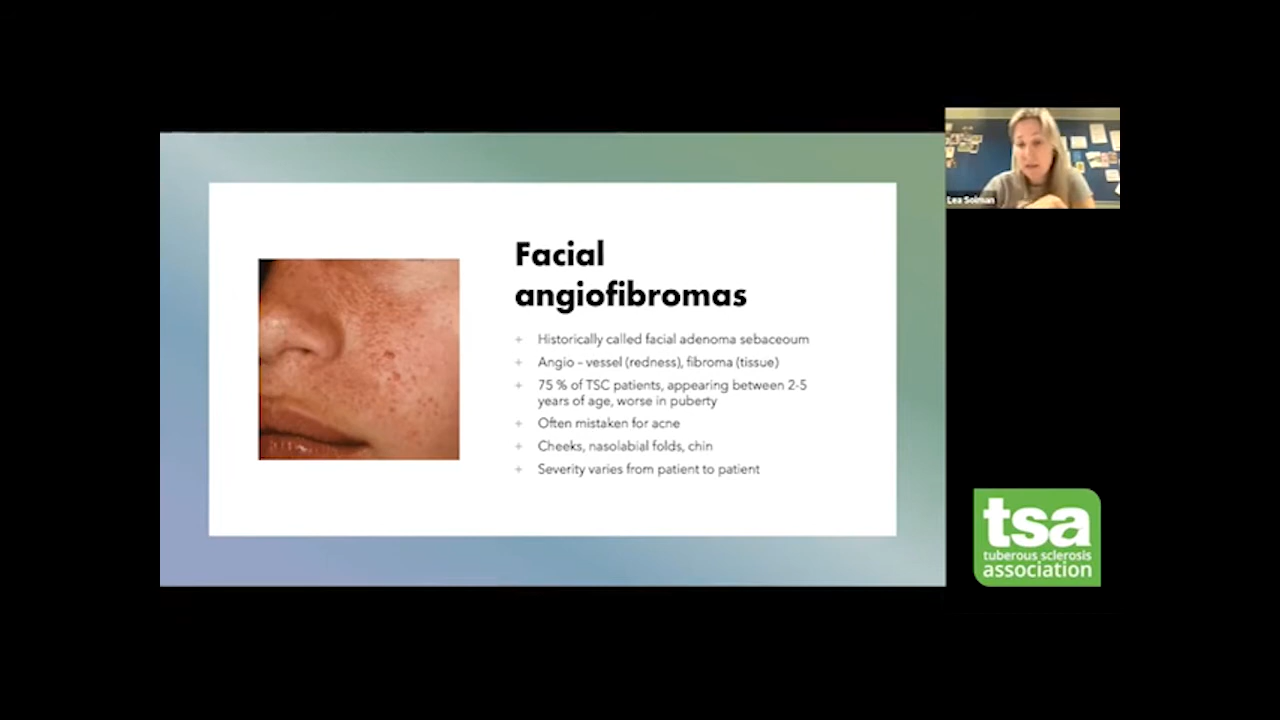 Facial
angiofibromas
+ Historically called facial adenoma sebaceoum
+ Angio - vessel (redness), fibroma (tissue)
+ 75 % of TSC patients, appearing between 2-5
years of age, worse in puberty
+ Often mistaken for acne
+ Cheeks, nasolabial folds, chin
+ Severity varies from patient to patient
Lea Solman
tsa
tuberous sclerosis
association